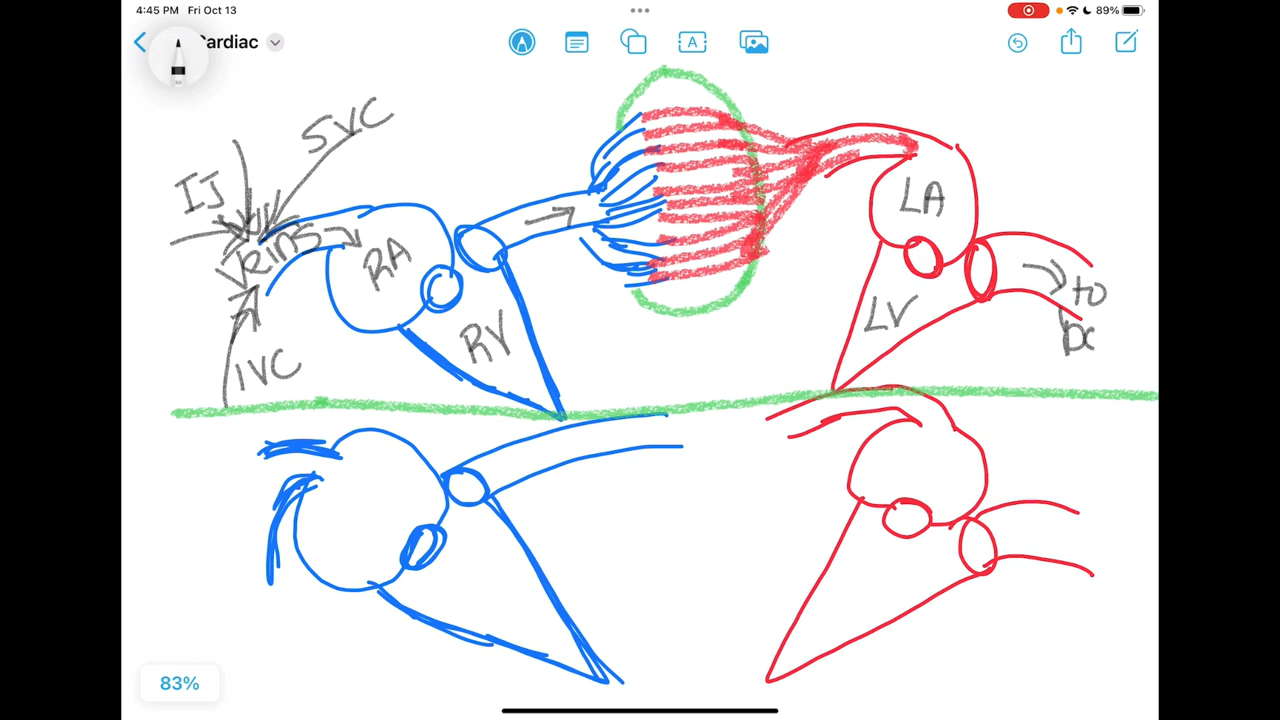 4:45 PM Fri Oct 13
89%
Cardiac
A
SVC
IJ
veins
RA
LA
RV
LV
to
IVC
83%